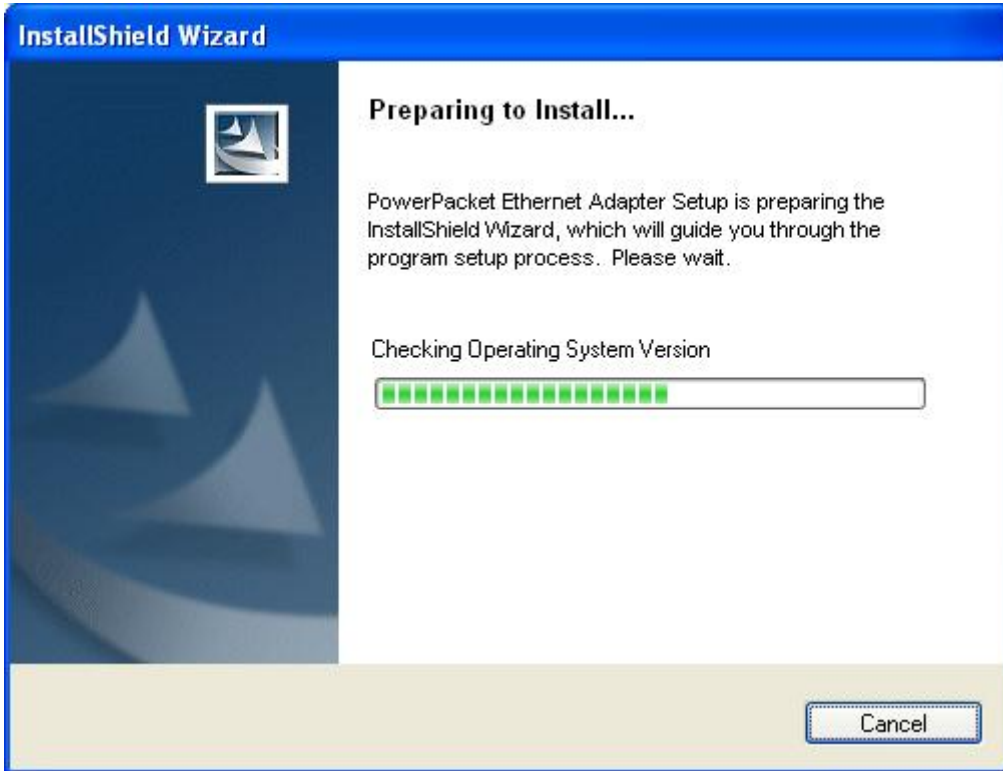 InstallShield Wizard
Preparing to Install...
PowerPacket Ethernet Adapter Setup is preparing the
InstallShield Wizard, which will guide you through the
program setup process.  Please wait.
Checking Operating System Version
Cancel